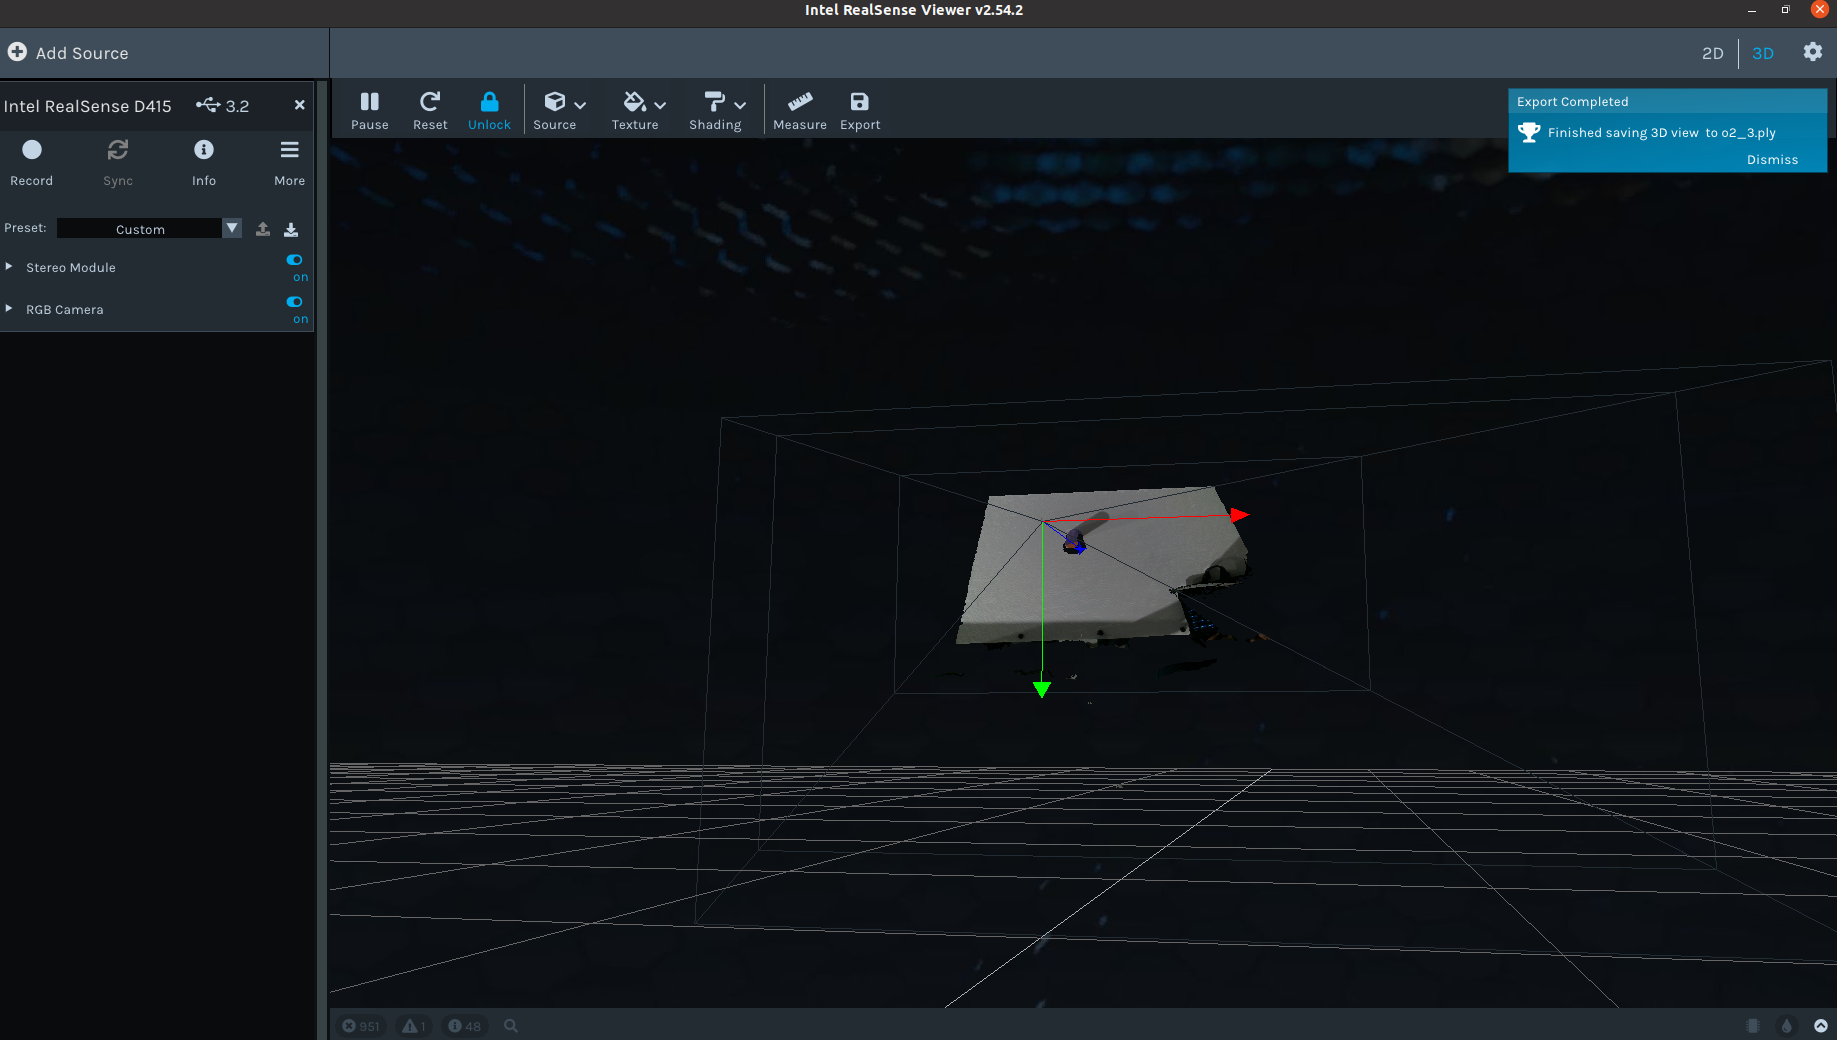 Intel RealSense Viewer v2.54.2
Add Source
2D
3D
Intel RealSense D415
3.2
Record
Sync
Info
More
Preset:
Custom
Stereo Module
on
RGB Camera
on
Pause
Reset
Unlock
Source
Texture
Shading
Measure
Export
Export Completed
Finished saving 3D view to o2_3.ply
Dismiss
951
1
48